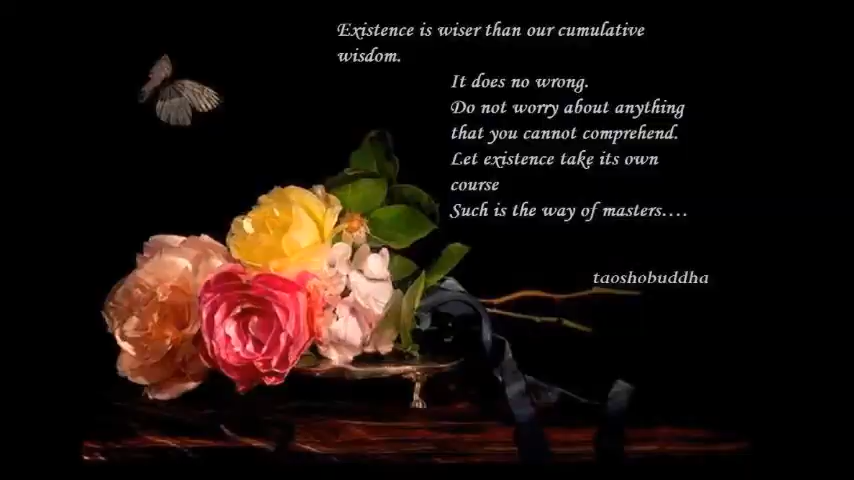 Existence is wiser than our cumulative
wisdom.
It does no wrong.
Do not worry about anything
that you cannot comprehend.
Let existence take its own
course
Such is the way of masters....
taoshobuddha